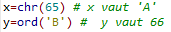 x=chr(65) # x vaut 'A'
y=ord('B') #  y vaut 66